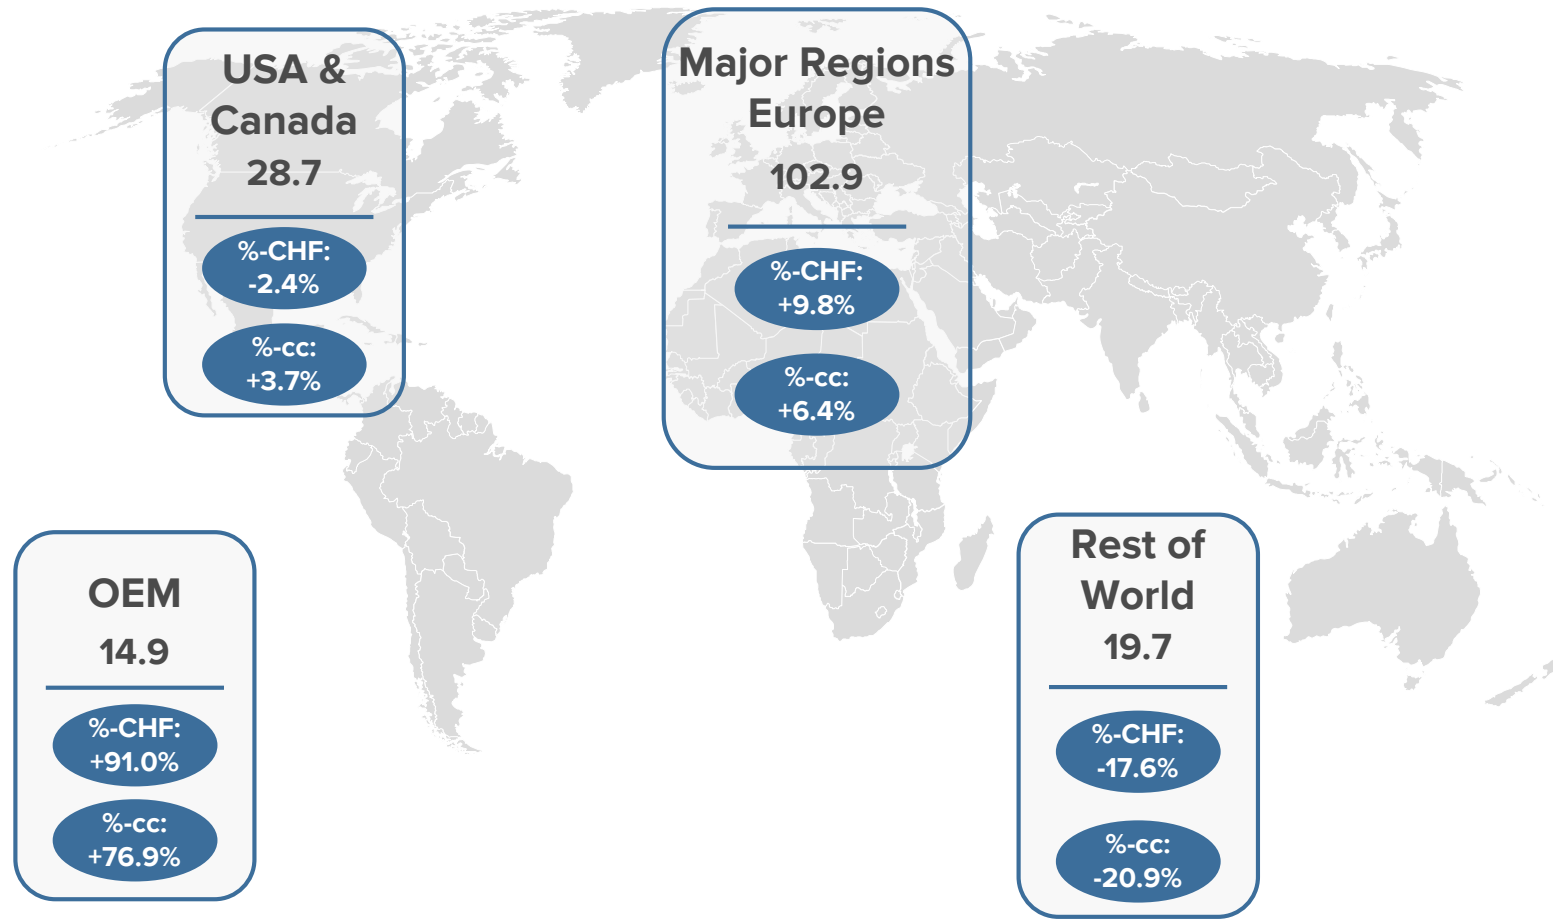 USA &
Canada
28.7
%-CHF:
-2.4%
%-cc:
+3.7%
Major Regions
Europe
102.9
%-CHF:
+9.8%
%-cc:
+6.4%
OEM
14.9
%-CHF:
+91.0%
%-cc:
+76.9%
Rest of
World
19.7
%-CHF:
-17.6%
%-cc:
-20.9%